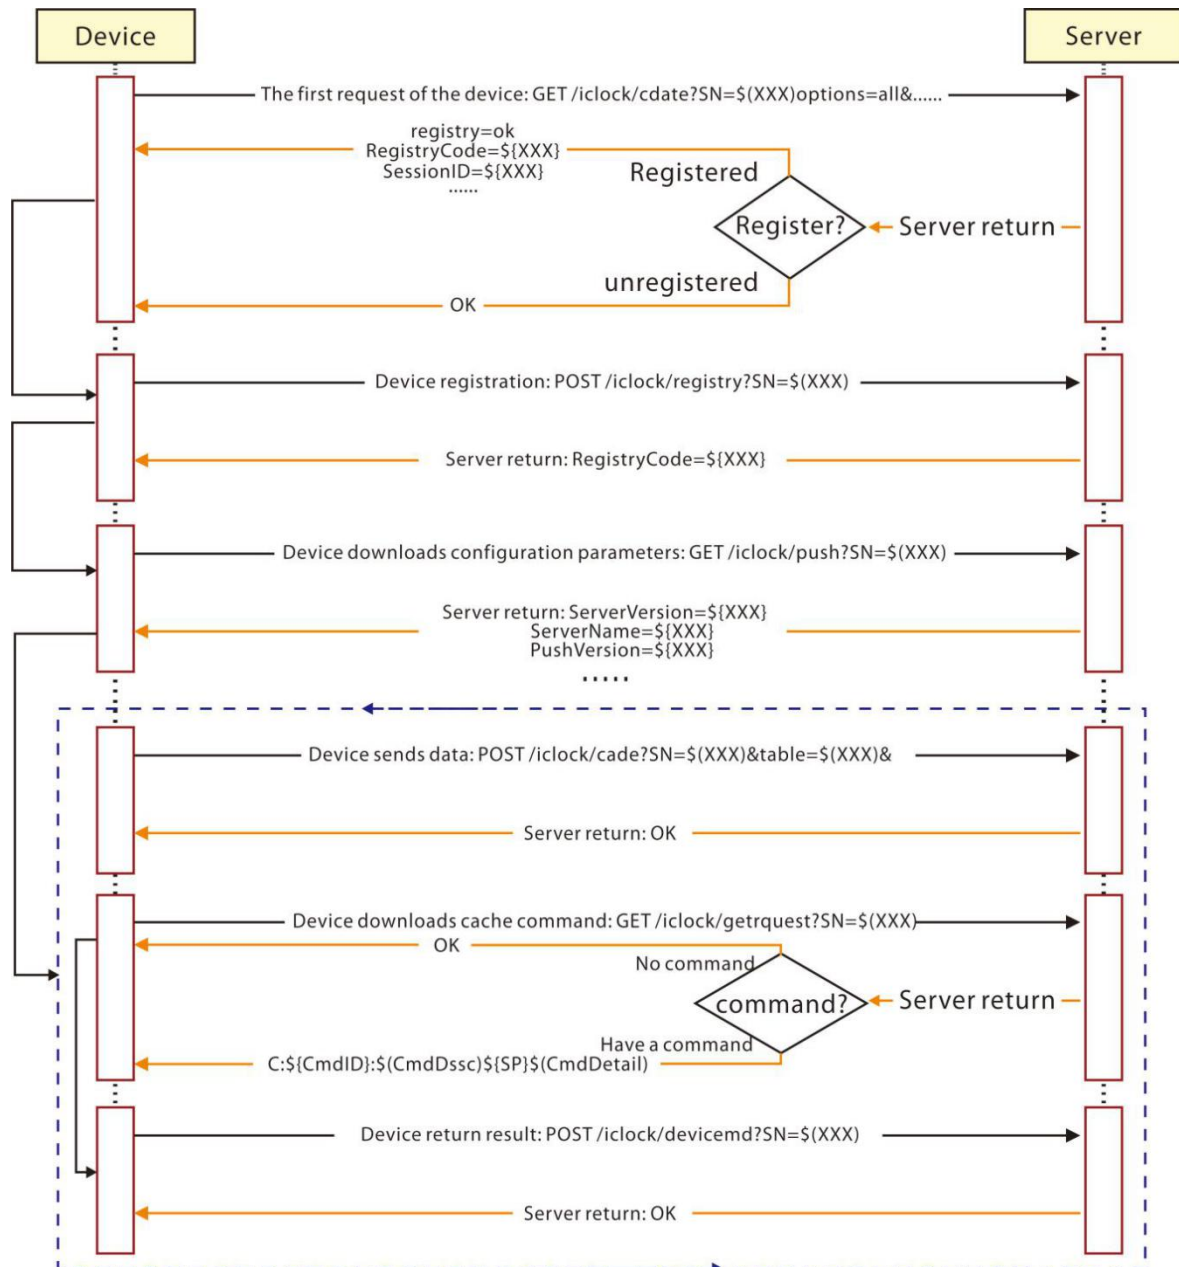 Device
Server
The first request of the device: GET /iclock/cdate?SN=$(XXX)options=all&......
registry=ok
RegistryCode=${XXX}
SessionID=${XXX}
......
Registered
Register?
Server return
unregistered
OK
Device registration: POST /iclock/registry?SN=$(XXX)
Server return: RegistryCode=${XXX}
Device downloads configuration parameters: GET /iclock/push?SN=$(XXX)
Server return: ServerVersion=${XXX}
ServerName=${XXX}
PushVersion=${XXX}
.....
Device sends data: POST /iclock/cade?SN=$(XXX)&table=$(XXX)&
Server return: OK
Device downloads cache command: GET /iclock/getrquest?SN=$(XXX)
OK
No command
command?
Server return
Have a command
C:${CmdID}:$(CmdDssc)${SP}$(CmdDetail)
Device return result: POST /iclock/devicemd?SN=$(XXX)
Server return: OK